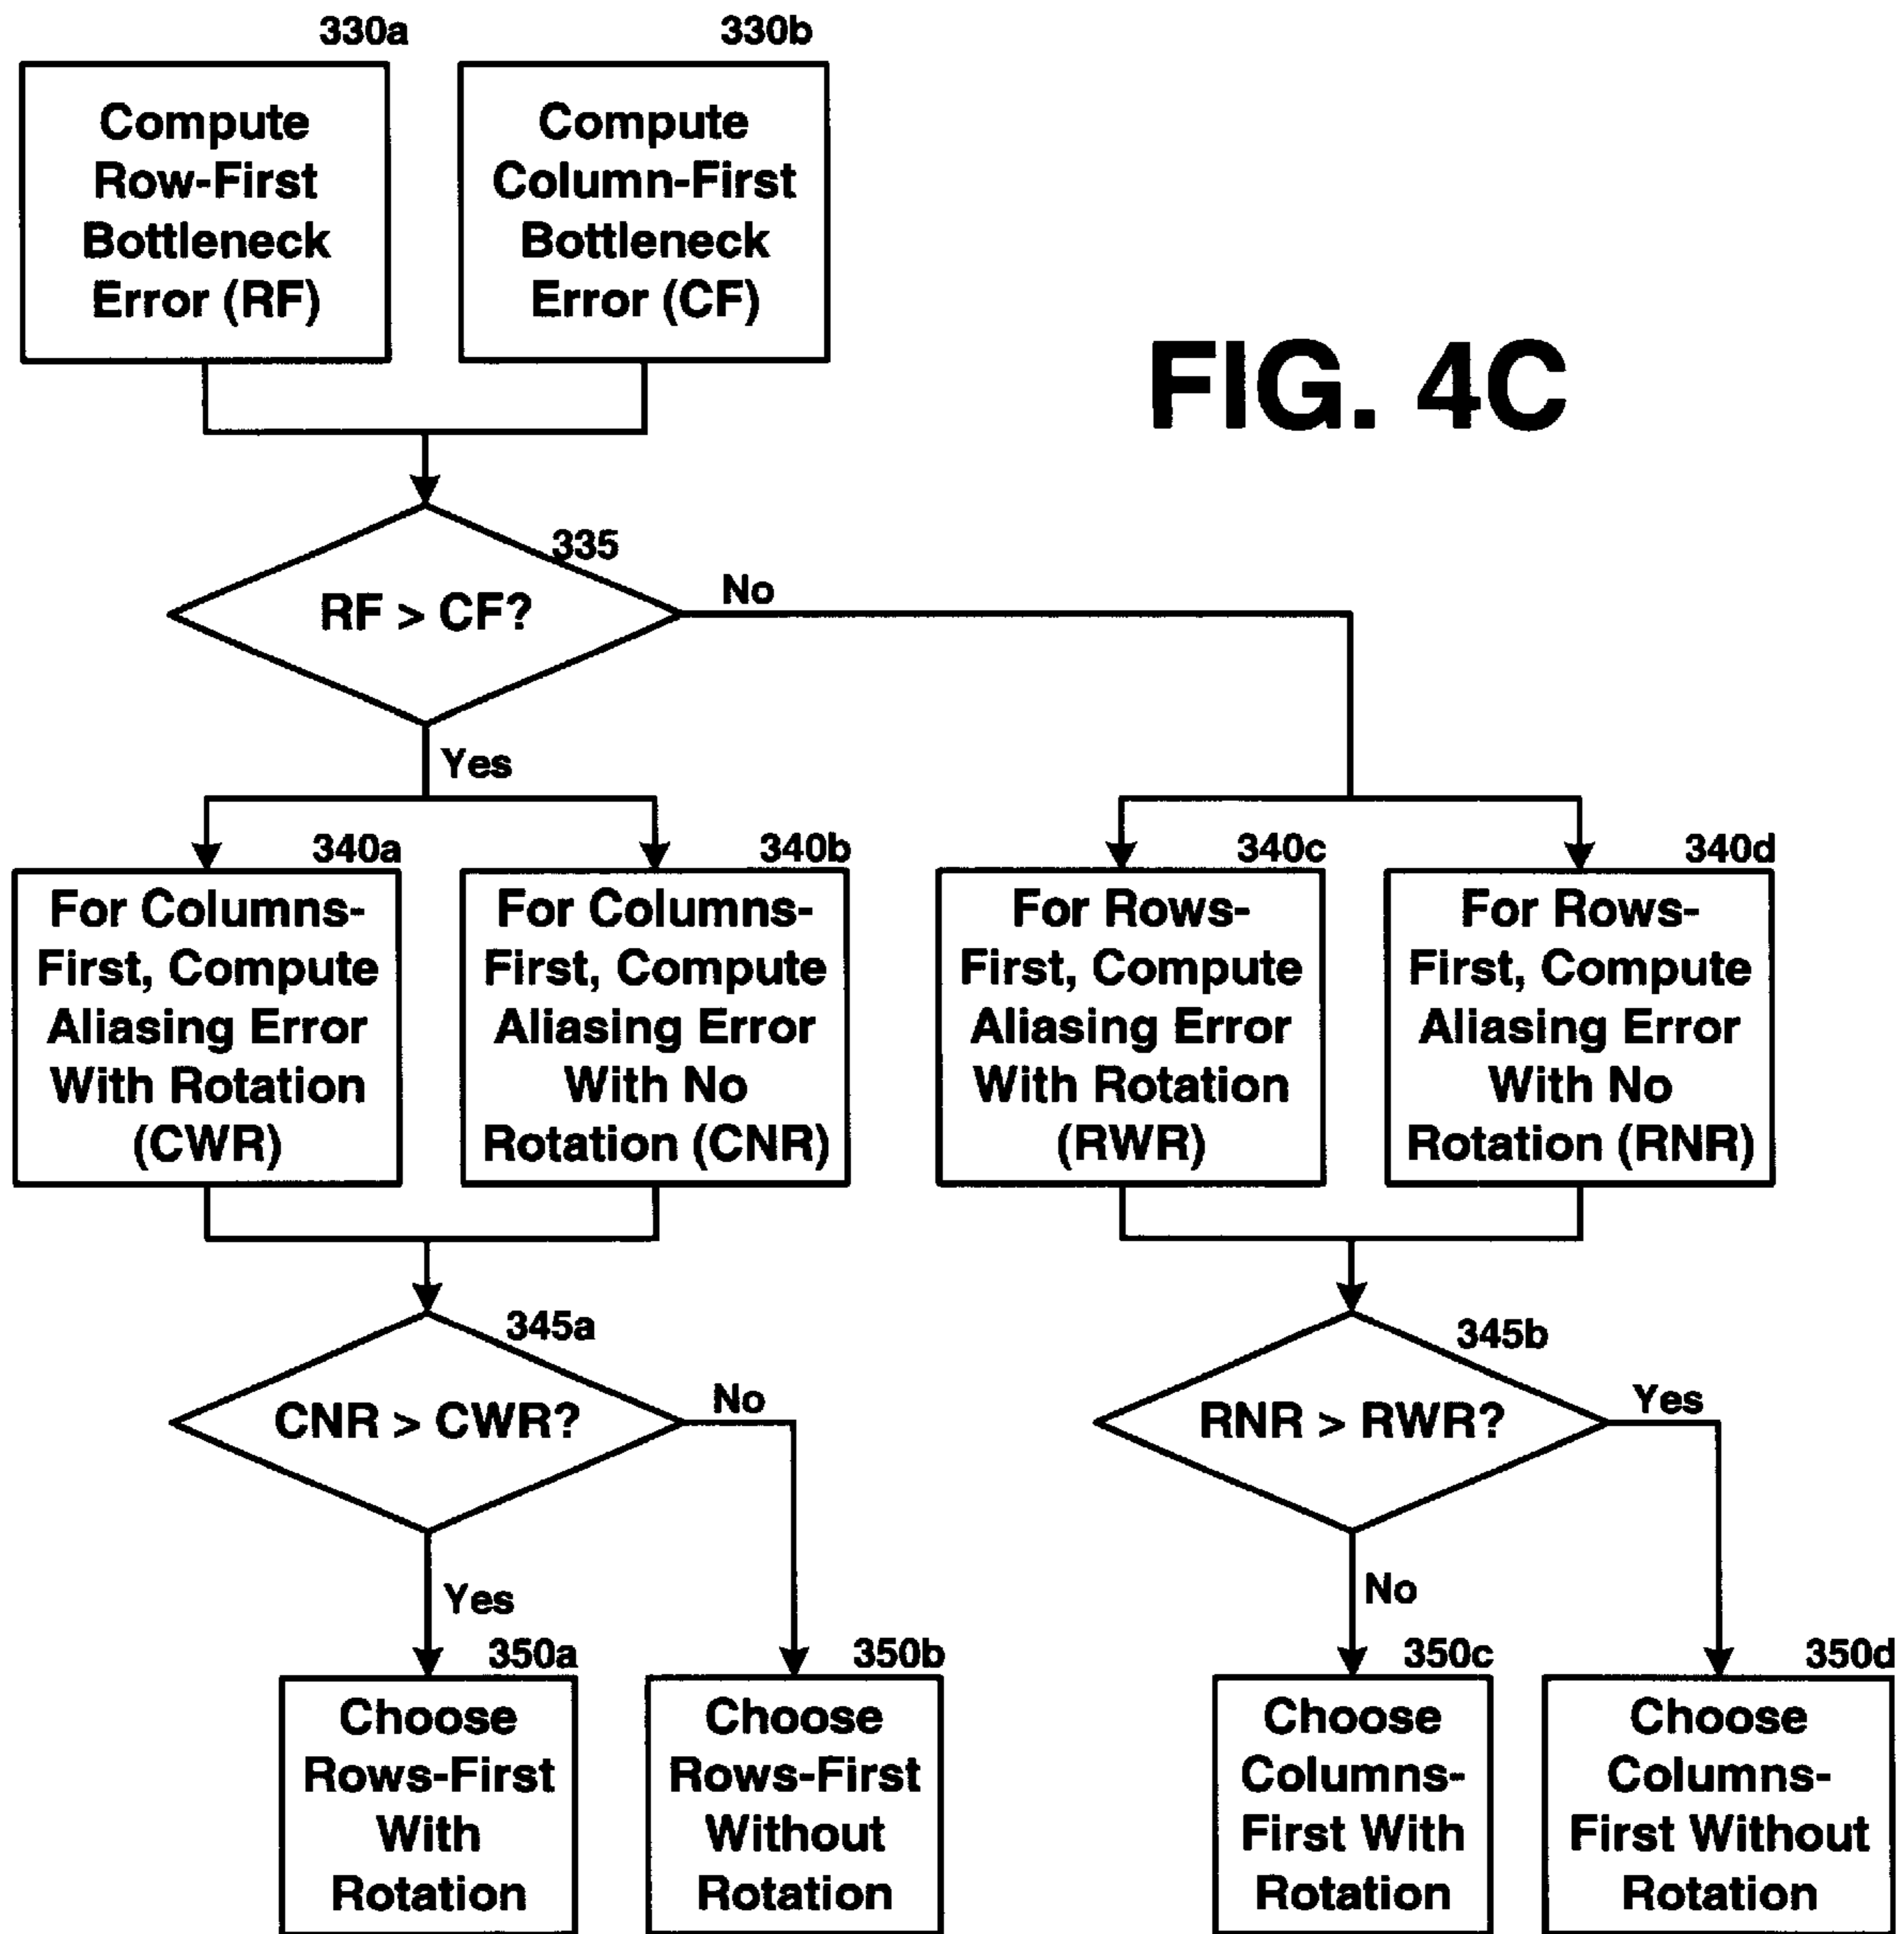 330a
Compute
Row-First
Bottleneck
Error (RF)
330b
Compute
Column-First
Bottleneck
Error (CF)
FIG. 4C
335
RF > CF?
No
Yes
340a
For Columns-
First, Compute
Aliasing Error
With Rotation
(CWR)
340b
For Columns-
First, Compute
Aliasing Error
With No
Rotation (CNR)
340c
For Rows-
First, Compute
Aliasing Error
With Rotation
(RWR)
340d
For Rows-
First, Compute
Aliasing Error
With No
Rotation (RNR)
345a
CNR > CWR?
No
Yes
345b
RNR > RWR?
Yes
No
350a
Choose
Rows-First
With
Rotation
350b
Choose
Rows-First
Without
Rotation
350c
Choose
Columns-
First With
Rotation
350d
Choose
Columns-
First Without
Rotation